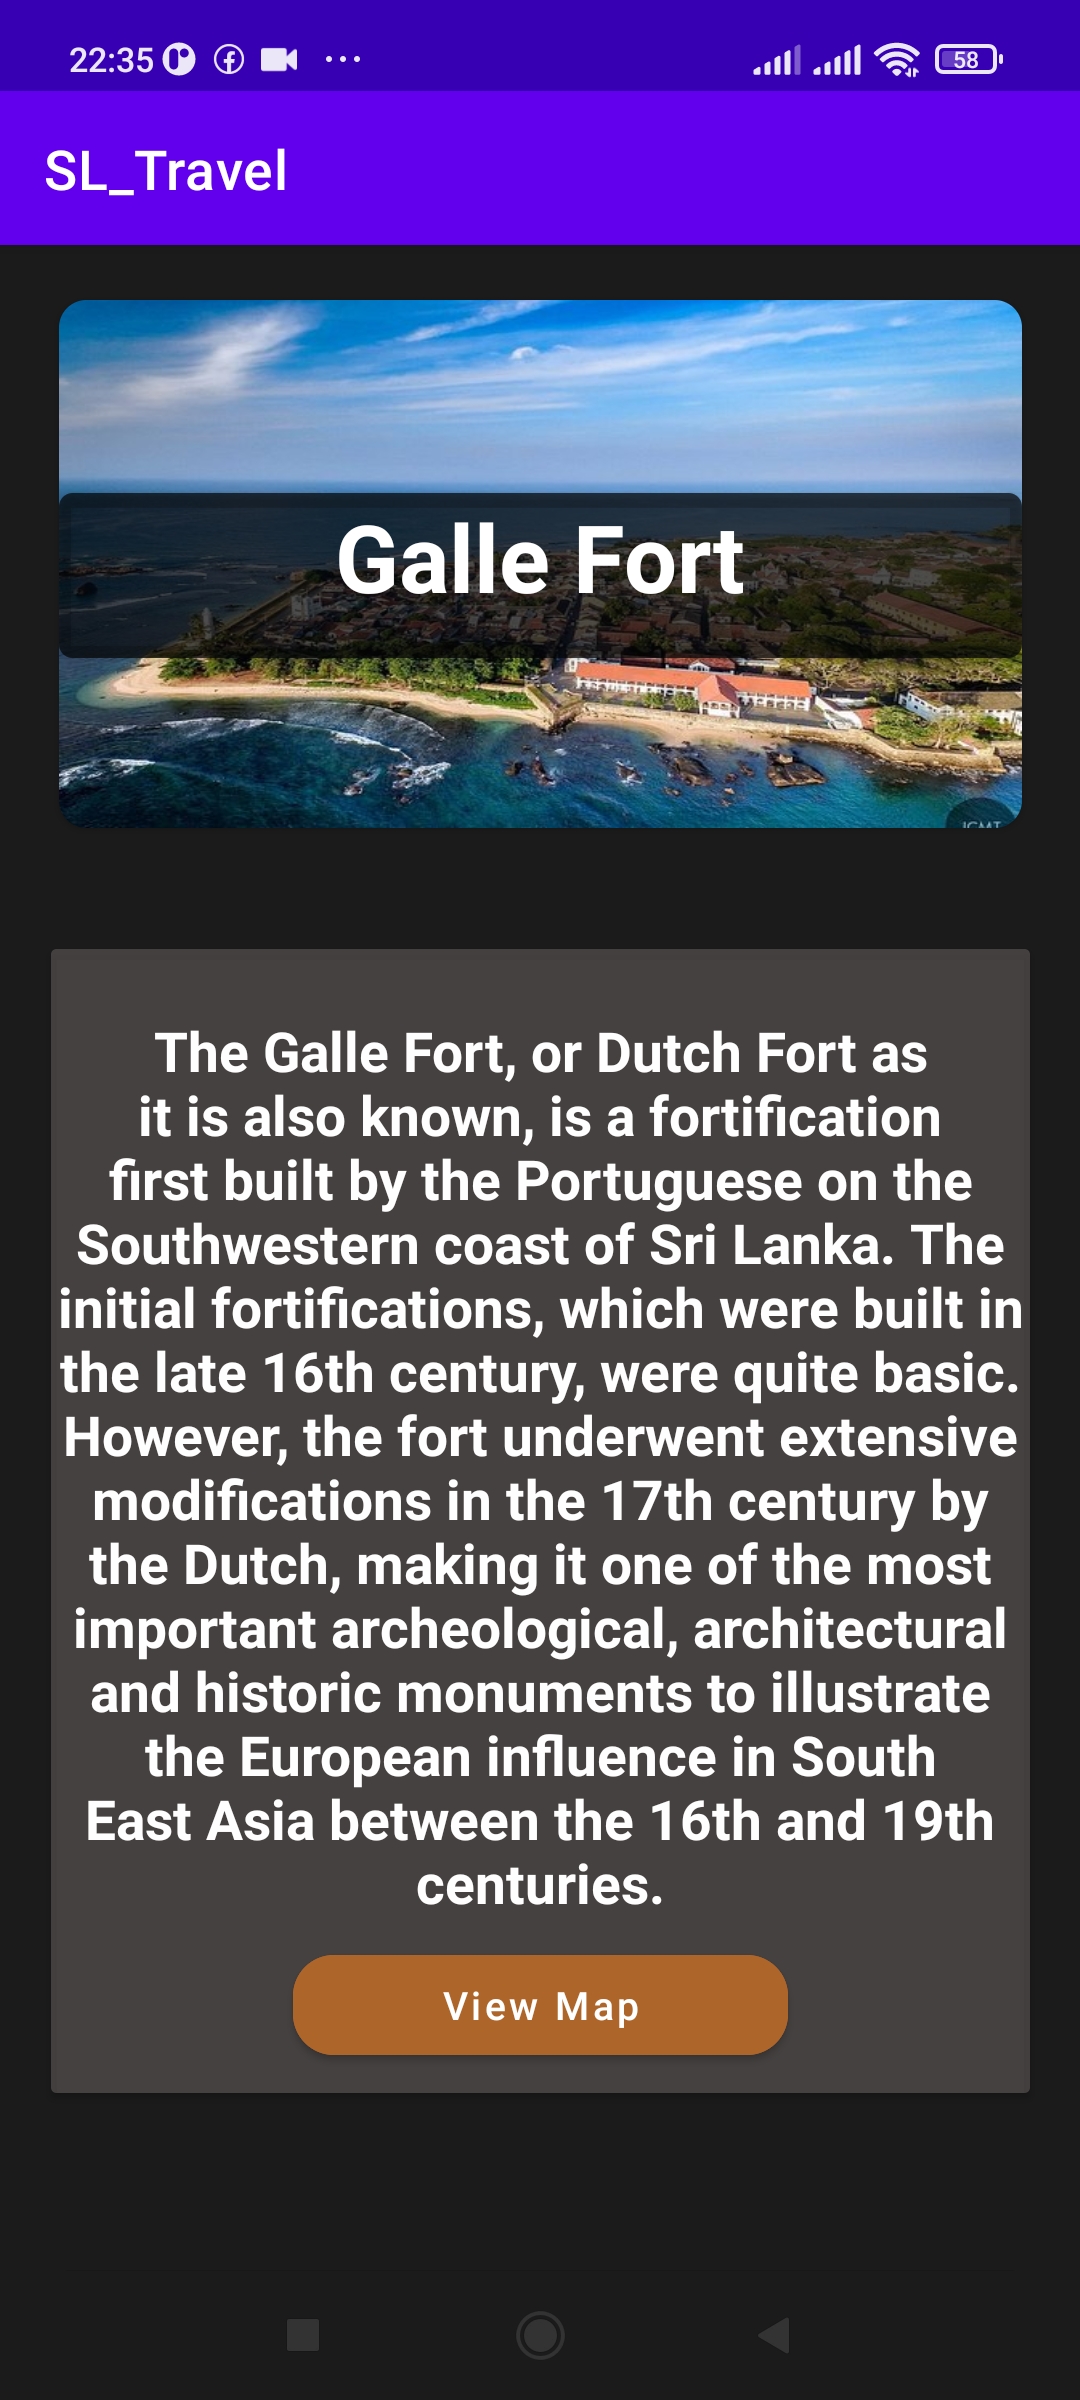 22:35
58
SL_Travel
Galle Fort
The Galle Fort, or Dutch Fort as
it is also known, is a fortification
first built by the Portuguese on the
Southwestern coast of Sri Lanka. The
initial fortifications, which were built in
the late 16th century, were quite basic.
However, the fort underwent extensive
modifications in the 17th century by
the Dutch, making it one of the most
important archeological, architectural
and historic monuments to illustrate
the European influence in South
East Asia between the 16th and 19th
centuries.
View Map